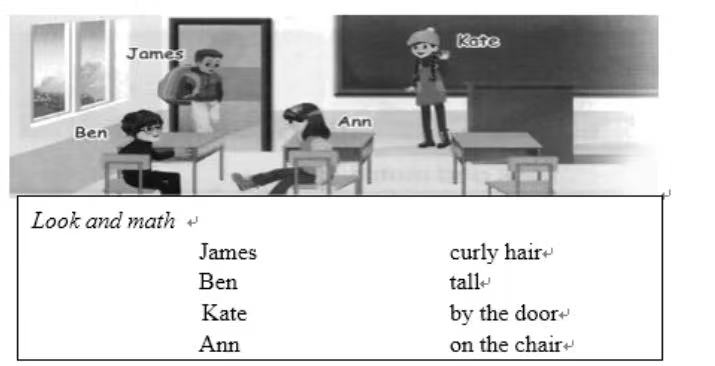 James
Kate
Ben
Ann
Look and math
James curly hair
Ben tall
Kate by the door
Ann on the chair